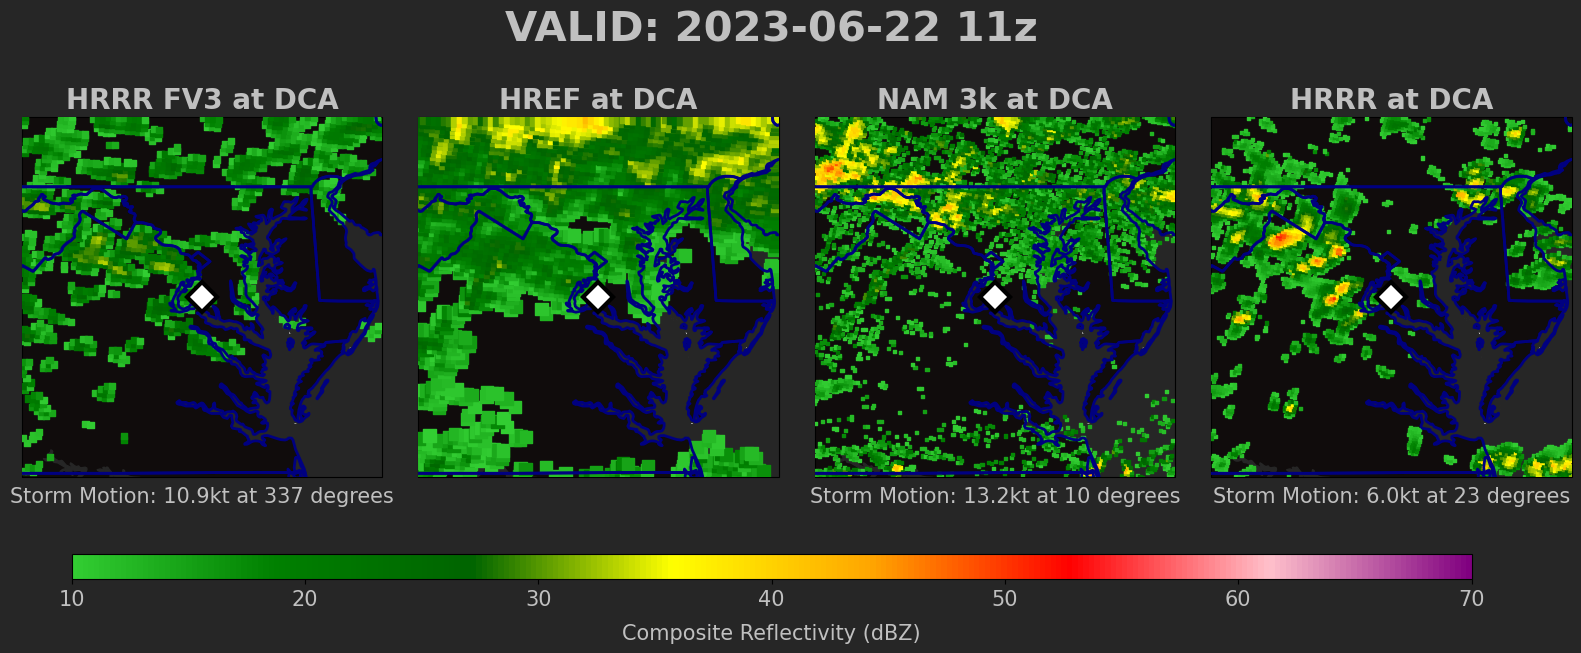 VALID: 2023-06-22 11z
HRRR FV3 at DCA
HREF at DCA
NAM 3k at DCA
HRRR at DCA
Storm Motion: 10.9kt at 337 degrees
Storm Motion: 13.2kt at 10 degrees
Storm Motion: 6.0kt at 23 degrees
10 20 30 40 50 60 70
Composite Reflectivity (dBZ)